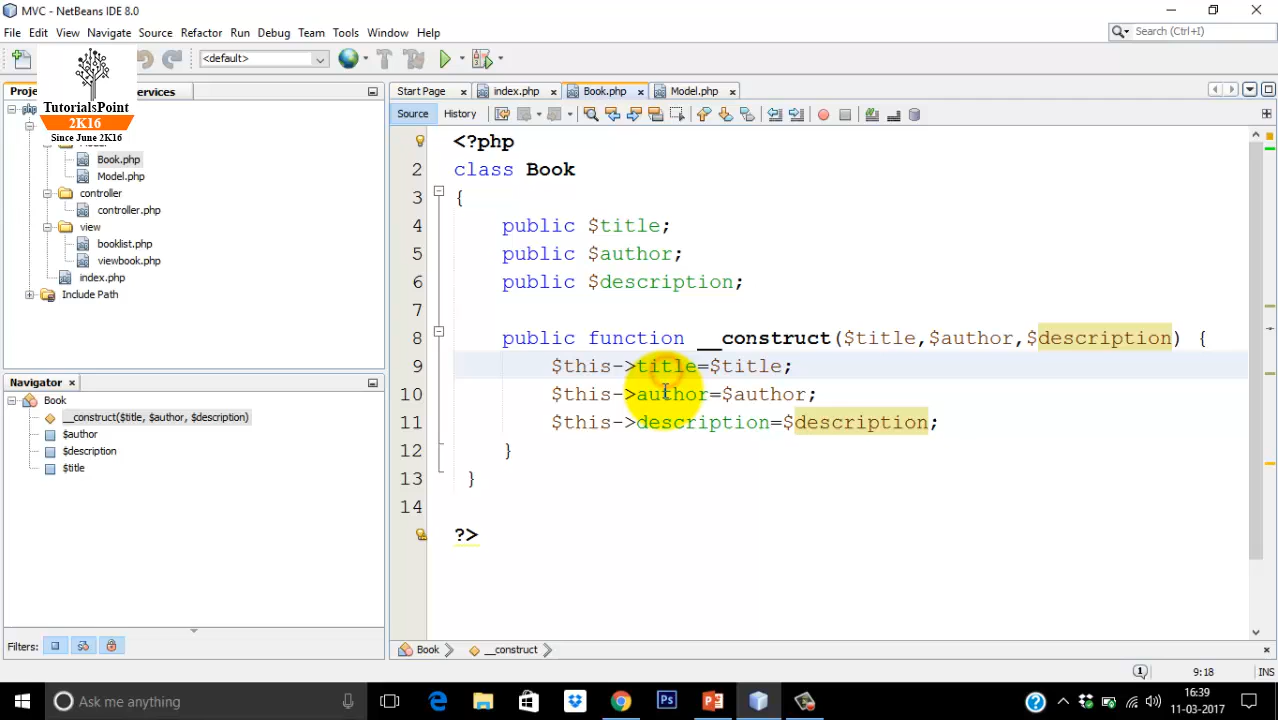 MVC - NetBeans IDE 8.0
File Edit View Navigate Source Refactor Run Debug Team Tools Window Help
Search (Ctrl+I)
<default>
TutorialsPoint
2K16
Since June 2K16
Start Page
index.php
Book.php
Model.php
Source
History
Book.php
Model.php
controller
controller.php
view
booklist.php
viewbook.php
index.php
Include Path
Navigator
Book
__construct($title, $author, $description)
$author
$description
$title
Filters:
<?php
2 class Book
3 {
4 public $title;
5 public $author;
6 public $description;
7
8 public function __construct($title,$author,$description) {
9 $this->title=$title;
10 $this->author=$author;
11 $this->description=$description;
12 }
13 }
14
?>
Book
__construct
9:18
INS
Ask me anything
16:39
11-03-2017